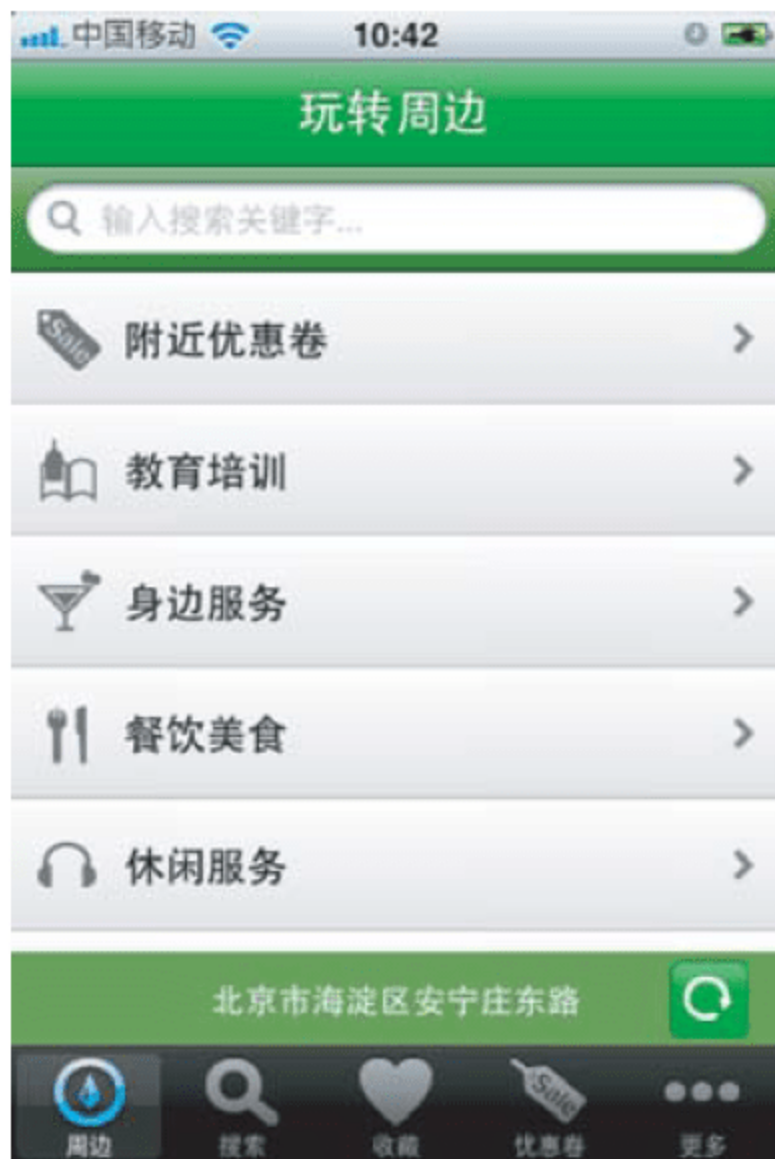 中国移动 10:42
玩转周边
输入搜索关键字...
Sale 附近优惠卷
教育培训
身边服务
餐饮美食
休闲服务
北京市海淀区安宁庄东路
Sale
周边 搜索 收藏 优惠卷 更多